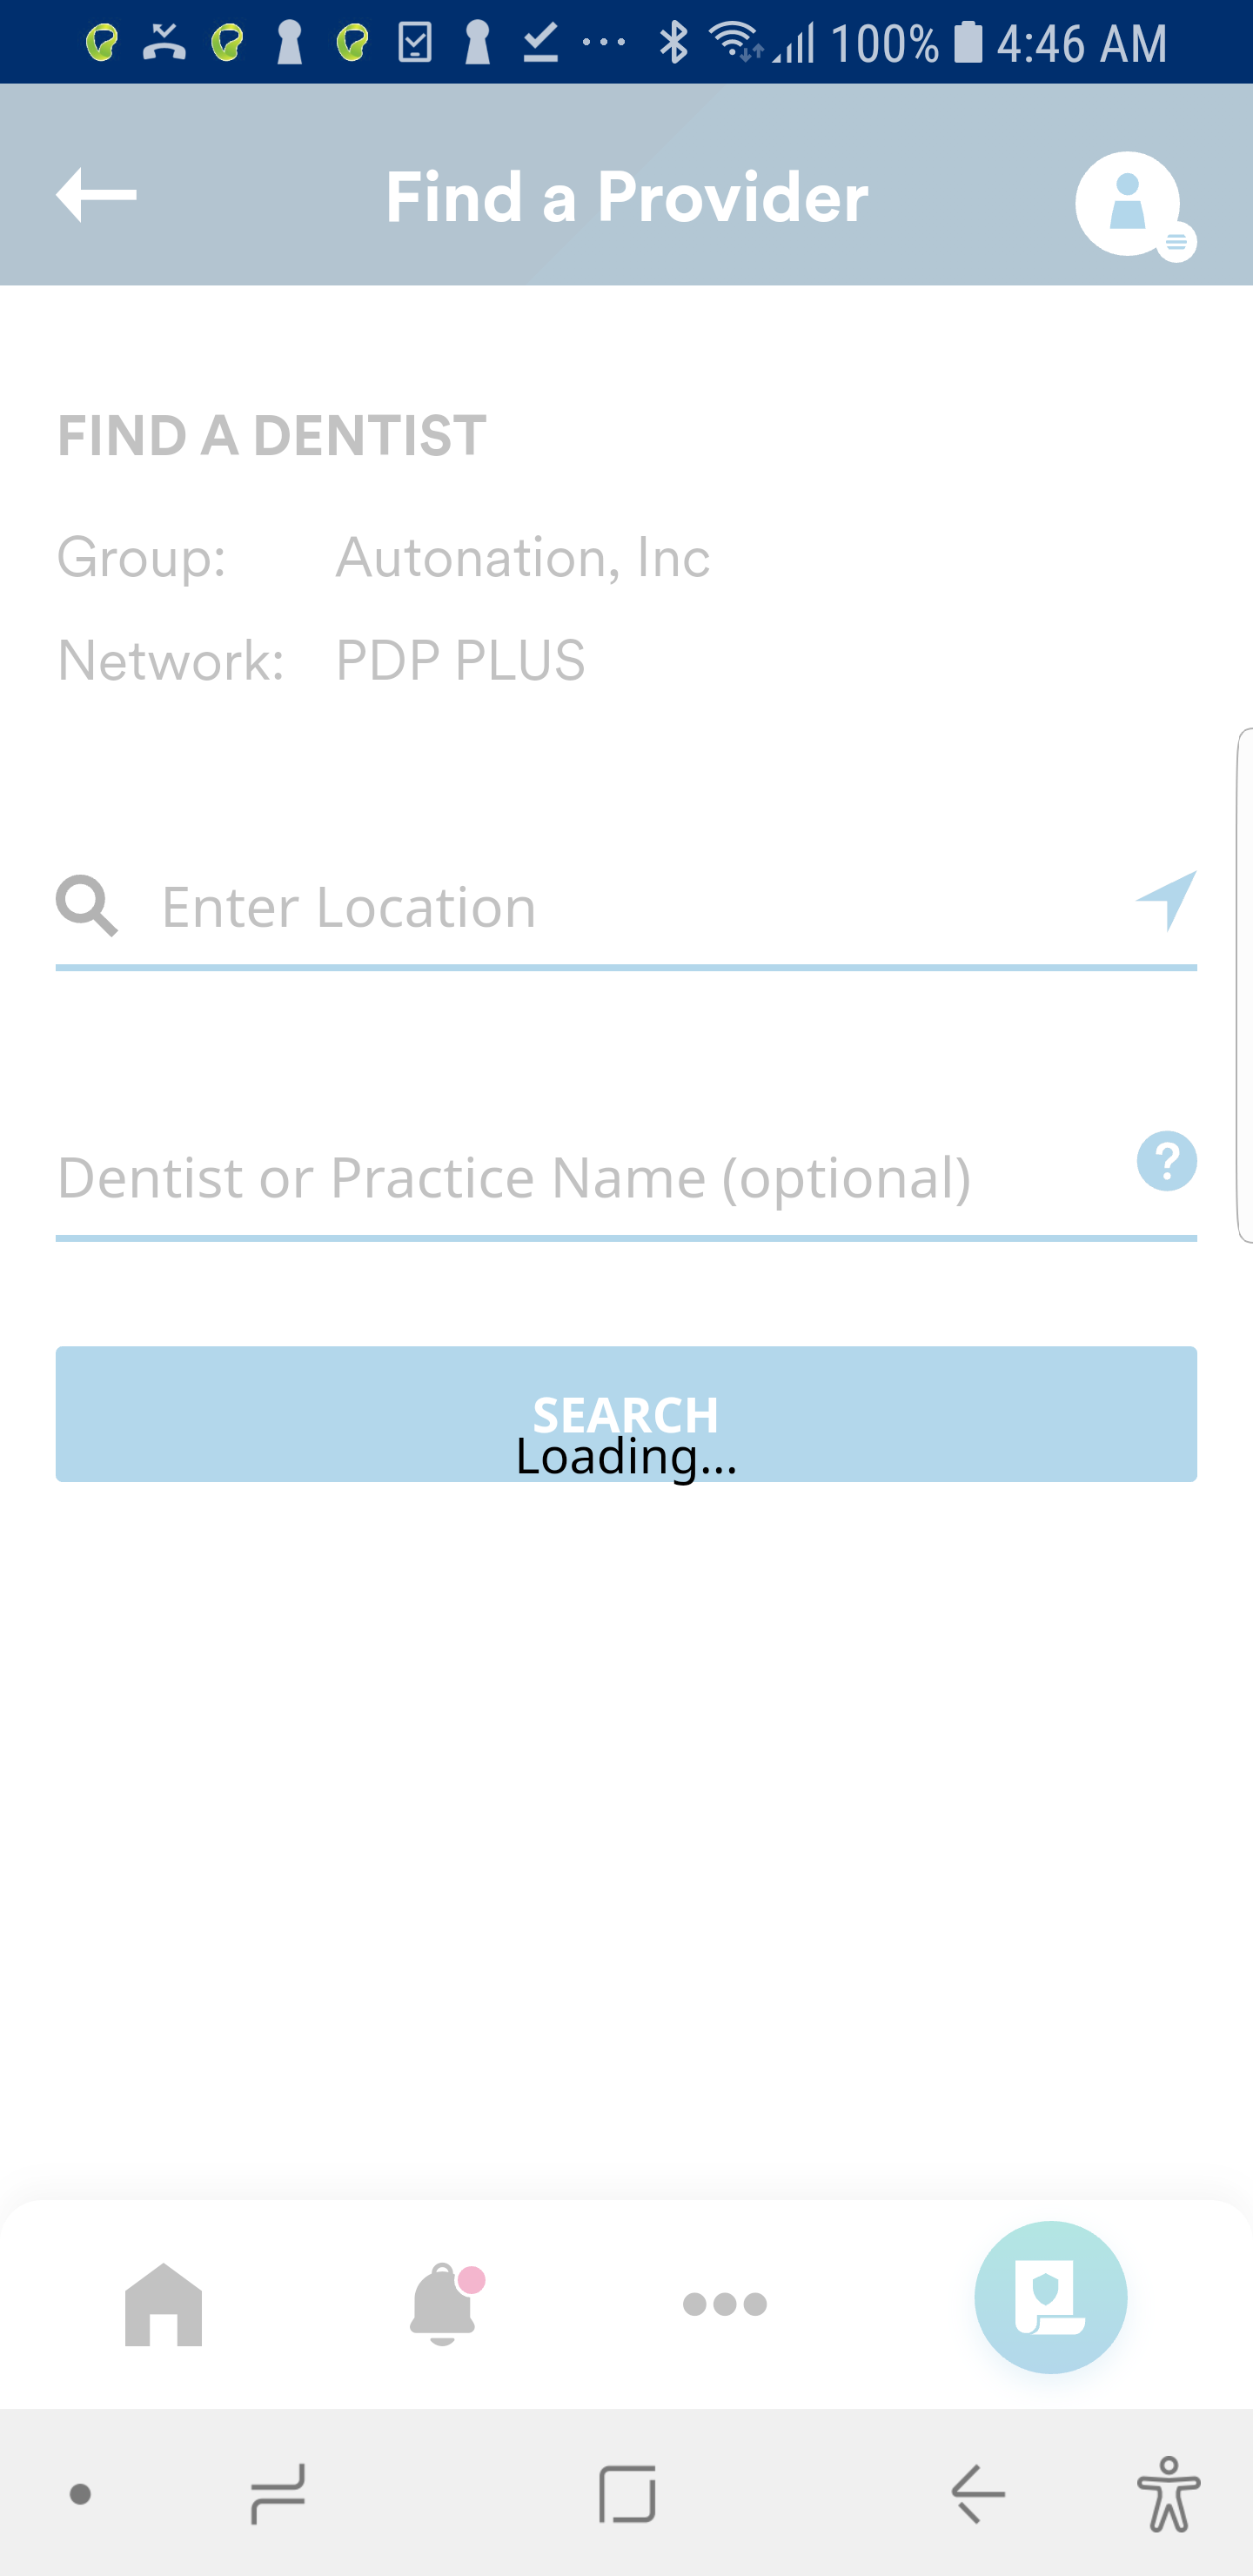 100% 4:46 AM
Find a Provider
FIND A DENTIST
Group: Autonation, Inc
Network: PDP PLUS
Enter Location
Dentist or Practice Name (optional)
?
SEARCH
Loading...